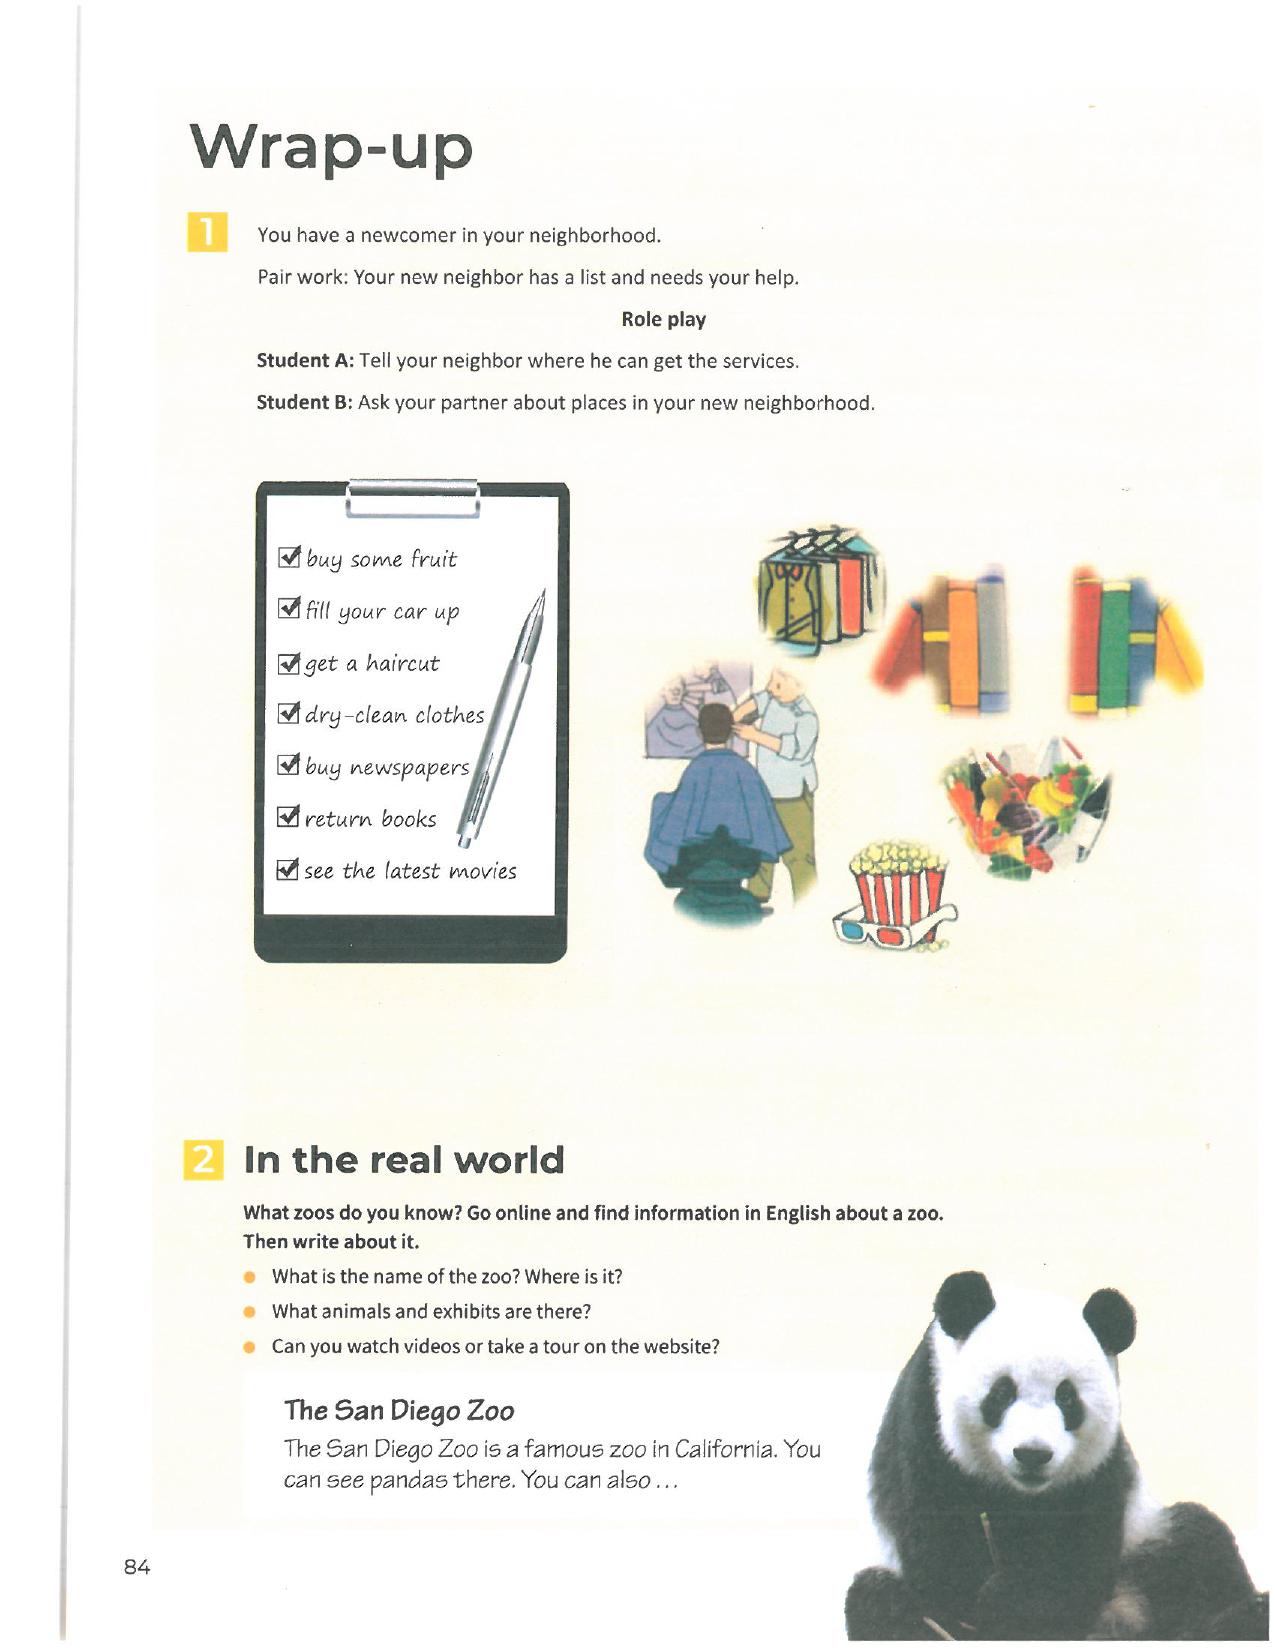 Wrap-up
1
You have a newcomer in your neighborhood.
Pair work: Your new neighbor has a list and needs your help.
Role play
Student A: Tell your neighbor where he can get the services.
Student B: Ask your partner about places in your new neighborhood.
buy some fruit
fill your car up
get a haircut
dry-clean clothes
buy newspapers
return books
see the latest movies
2 In the real world
What zoos do you know? Go online and find information in English about a zoo.
Then write about it.
What is the name of the zoo? Where is it?
What animals and exhibits are there?
Can you watch videos or take a tour on the website?
The San Diego Zoo
The San Diego Zoo is a famous zoo in California. You
can see pandas there. You can also ...
84